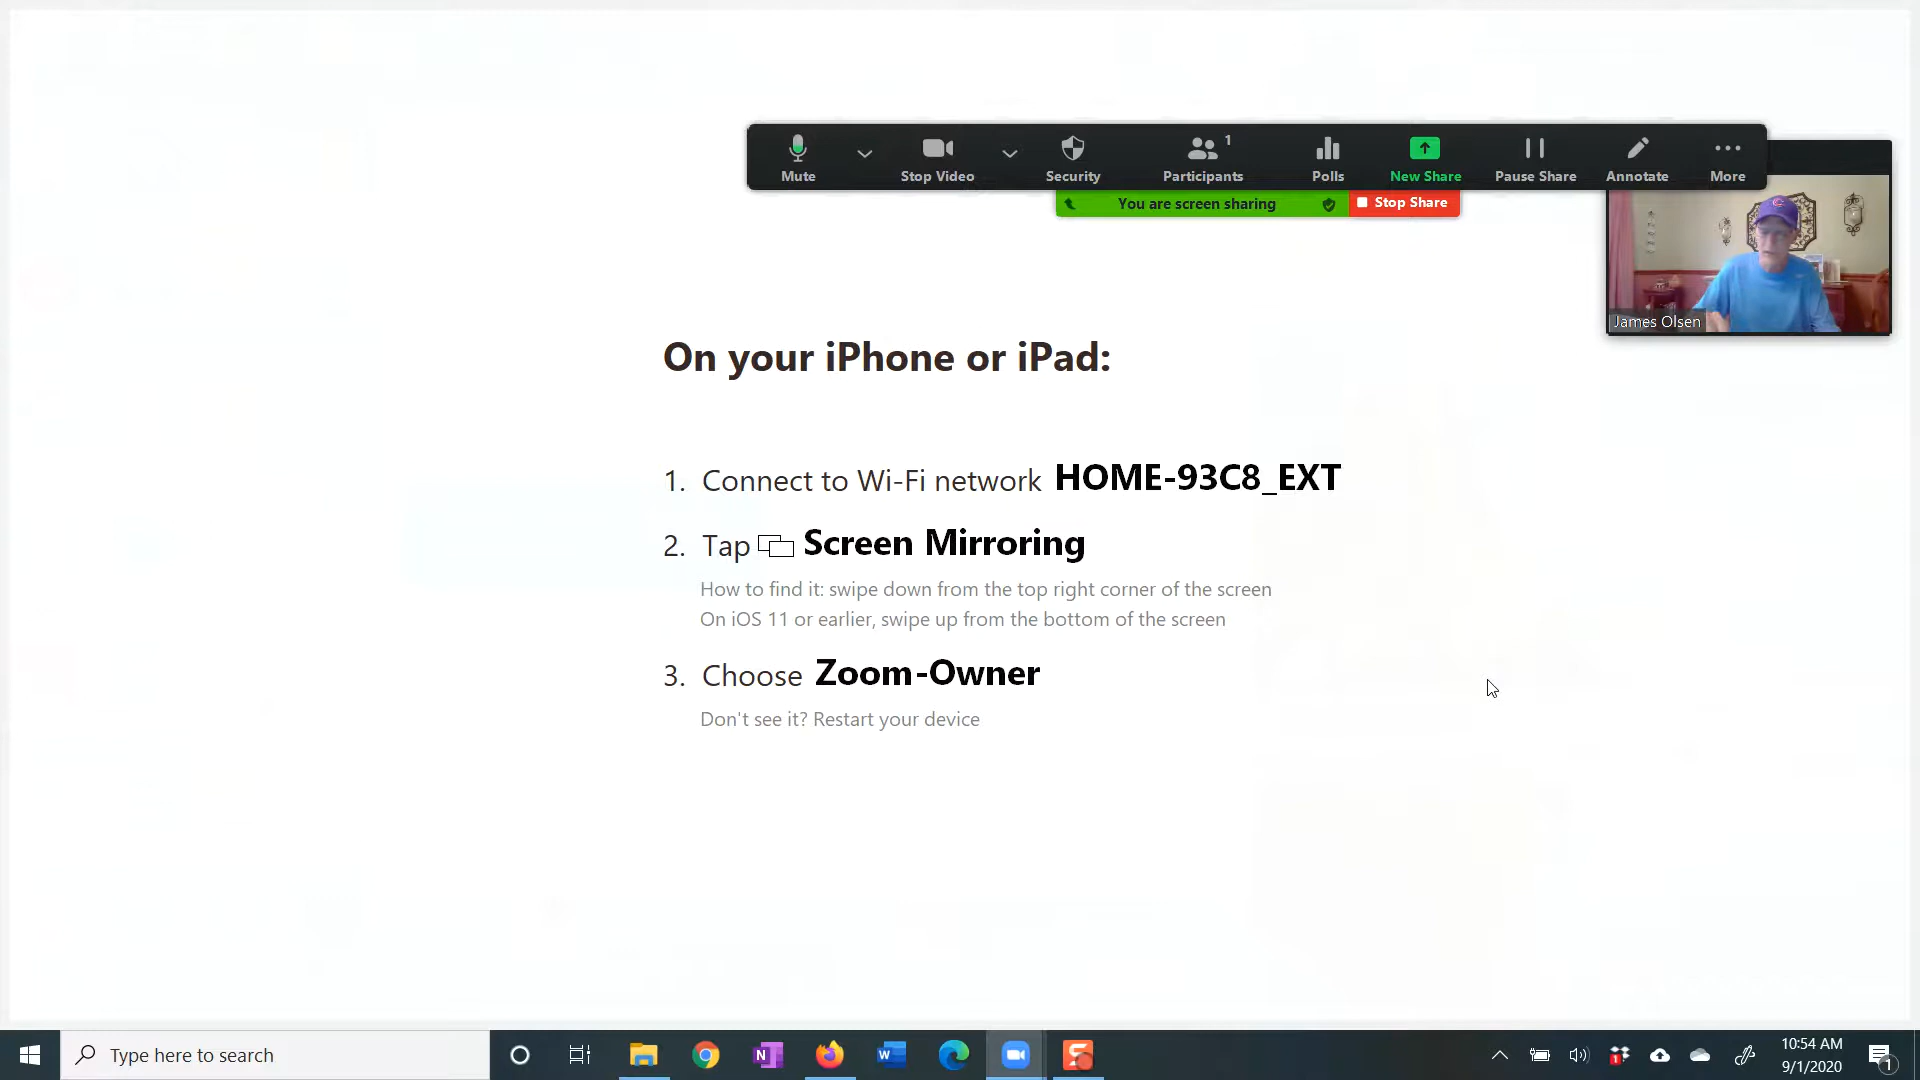 1
Mute
Stop Video
Security
Participants
Polls
New Share
Pause Share
Annotate
More
You are screen sharing
Stop Share
James Olsen
On your iPhone or iPad:
1. Connect to Wi-Fi network HOME-93C8_EXT
2. Tap Screen Mirroring
How to find it: swipe down from the top right corner of the screen
On iOS 11 or earlier, swipe up from the bottom of the screen
3. Choose Zoom-Owner
Don't see it? Restart your device
Type here to search
10:54 AM
9/1/2020
1